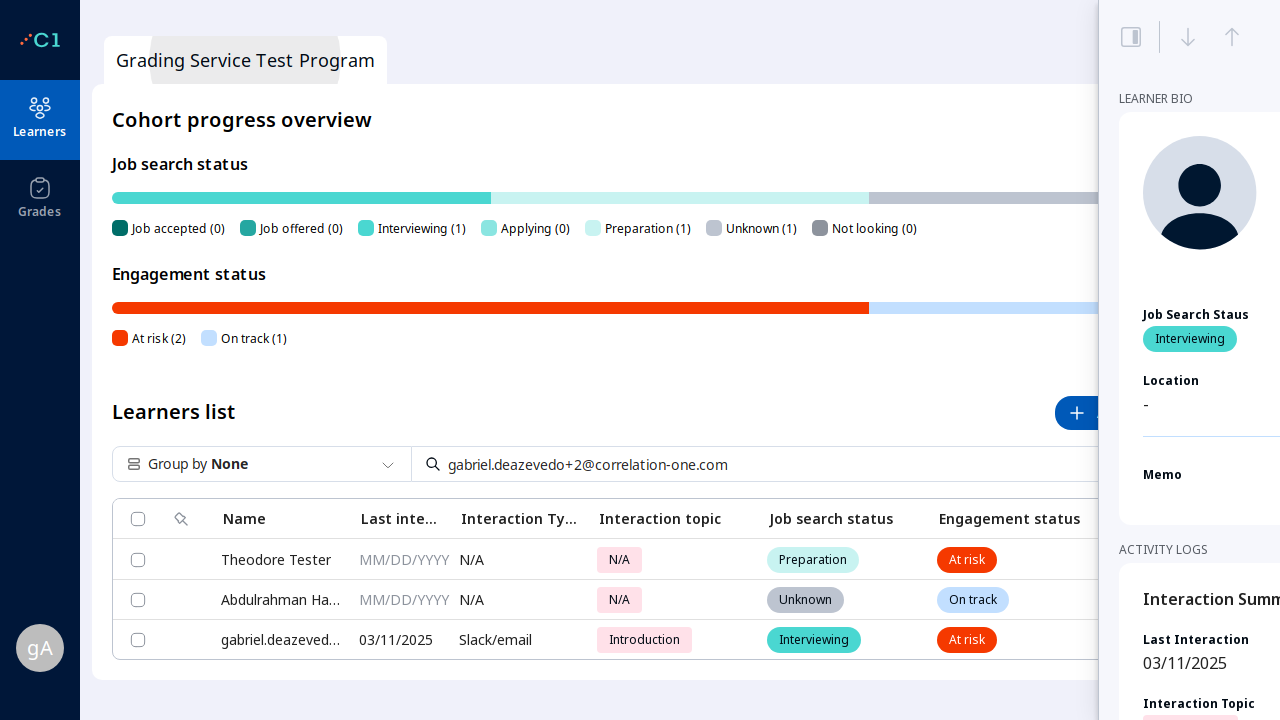 C1
Learners
Grades
gA
Grading Service Test Program
Cohort progress overview
Job search status
Job accepted (0) Job offered (0) Interviewing (1) Applying (0) Preparation (1) Unknown (1) Not looking (0)
Engagement status
At risk (2) On track (1)
Learners list
Group by None gabriel.deazevedo+2@correlation-one.com
Name Last inte... Interaction Ty... Interaction topic Job search status Engagement status
Theodore Tester MM/DD/YYYY N/A N/A Preparation At risk
Abdulrahman Ha... MM/DD/YYYY N/A N/A Unknown On track
gabriel.deazeved... 03/11/2025 Slack/email Introduction Interviewing At risk
LEARNER BIO
Job Search Staus
Interviewing
Location
-
Memo
ACTIVITY LOGS
Interaction Summ
Last Interaction
03/11/2025
Interaction Topic